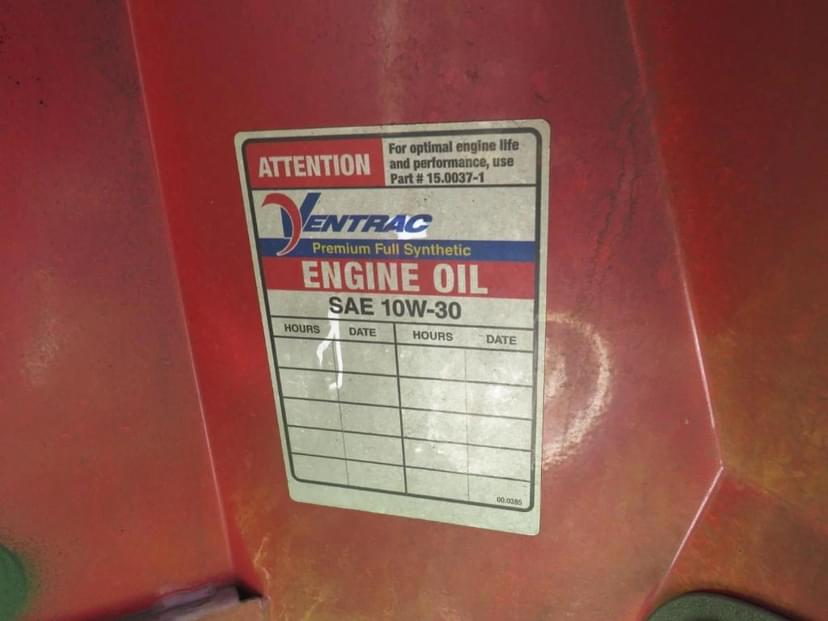 ATTENTION
For optimal engine life
and performance, use
Part # 15.0037-1
VENTRAC
Premium Full Synthetic
ENGINE OIL
SAE 10W-30
HOURS DATE HOURS DATE
00.0285